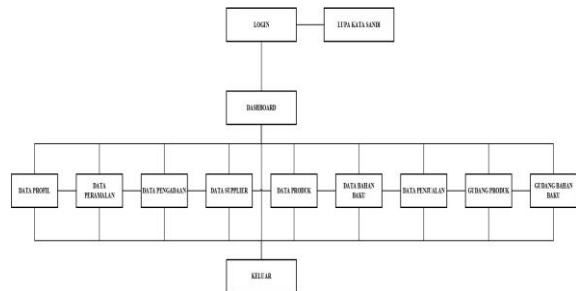 LOGIN
LUPA KATA SANDI
DASHBOARD
DATA PROFIL
DATA
PERAMALAN
DATA PENGADAAN
DATA SUPPLIER
DATA PRODUK
DATA BAHAN
BAKU
DATA PENJUALAN
GUDANG PRODUK
GUDANG BAHAN
BAKU
KELUAR